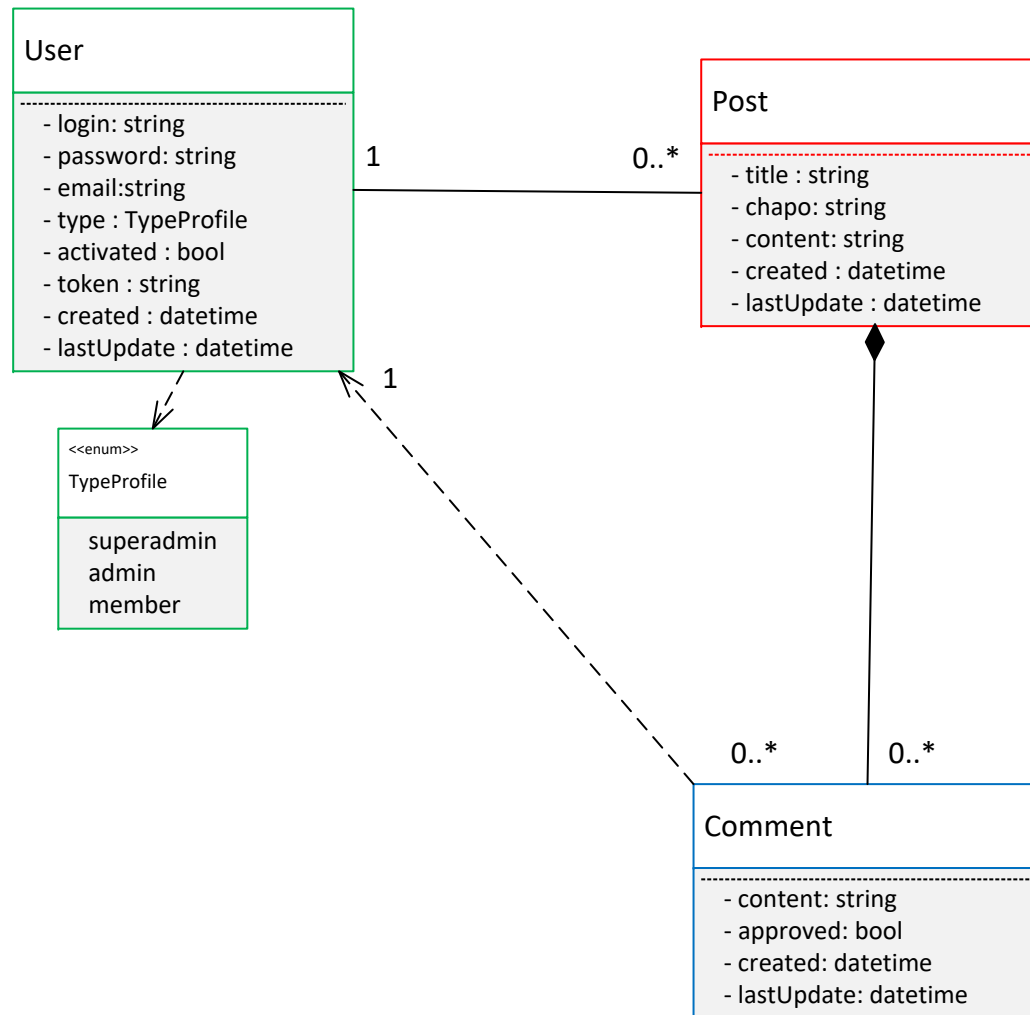 User
- login: string
- password: string
- email:string
- type : TypeProfile
- activated : bool
- token : string
- created : datetime
- lastUpdate : datetime
1
0..*
Post
- title : string
- chapo: string
- content: string
- created : datetime
- lastUpdate : datetime
1
<<enum>>
TypeProfile
superadmin
admin
member
0..*
0..*
Comment
- content: string
- approved: bool
- created: datetime
- lastUpdate: datetime